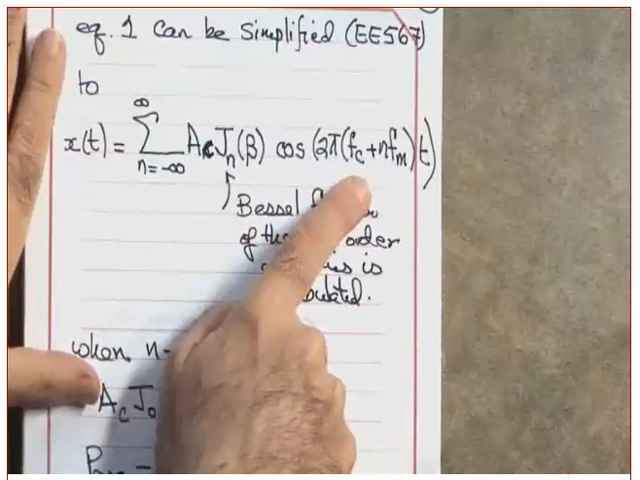 eq. 1 can be simplified (EE567)
to
x(t) = ∑_{n=-∞}^{∞} A_c J_n(β) cos (2π(f_c+nf_m)t)
Bessel
of the order
is
when n-
A_c J_0